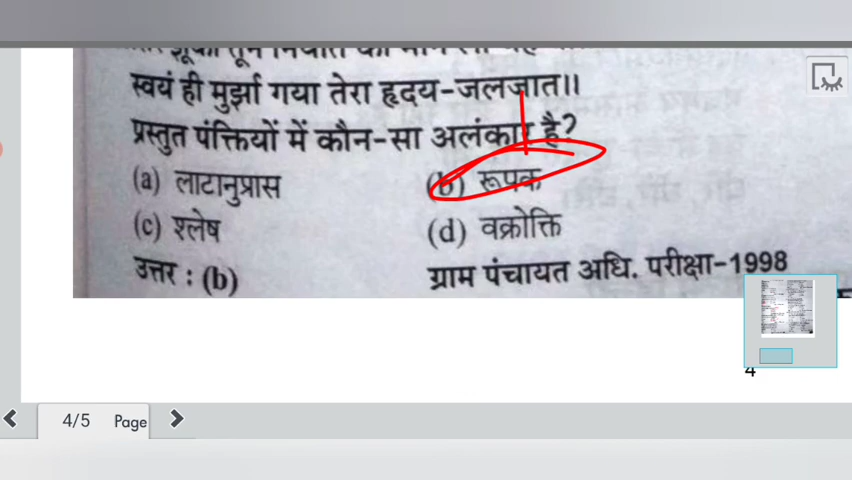 स्वयं ही मुर्झा गया तेरा हृदय-जलजात॥
प्रस्तुत पंक्तियों में कौन-सा अलंकार है?
(a) लाटानुप्रास (b) रूपक
(c) श्लेष (d) वक्रोक्ति
उत्तर : (b) ग्राम पंचायत अधि. परीक्षा-1998
4
4/5 Page